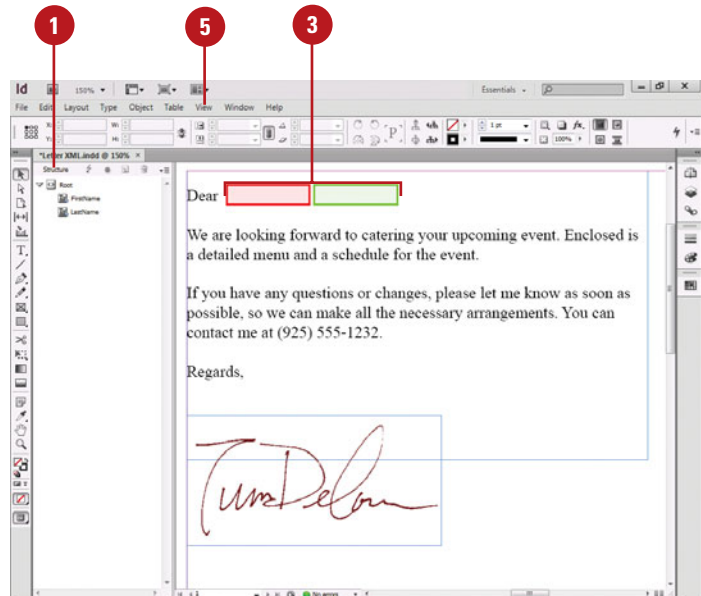 1 5 3
Id 150% Essentials
File Edit Layout Type Object Table View Window Help
X: W: 1 pt
Y: H: 100%
*Letter XML.indd @ 150% ×
Structure
Root
FirstName
LastName
Dear
We are looking forward to catering your upcoming event. Enclosed is
a detailed menu and a schedule for the event.
If you have any questions or changes, please let me know as soon as
possible, so we can make all the necessary arrangements. You can
contact me at (925) 555-1232.
Regards,
1 No errors